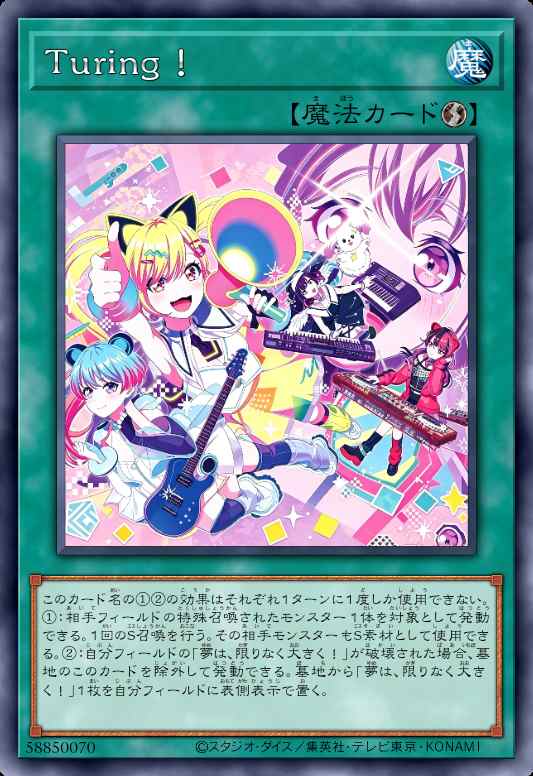 Turing！
魔
【魔法カード】
このカード名の①②の効果はそれぞれ1ターンに1度しか使用できない。
①：相手フィールドの特殊召喚されたモンスター1体を対象として発動
できる。1回のS召喚を行う。その相手モンスターもS素材として使用で
きる。②：自分フィールドの「夢は、限りなく大きく！」が破壊された場合、墓
地のこのカードを除外して発動できる。墓地から「夢は、限りなく大き
く！」1枚を自分フィールドに表側表示で置く。
58850070
©スタジオ・ダイス／集英社・テレビ東京・KONAMI